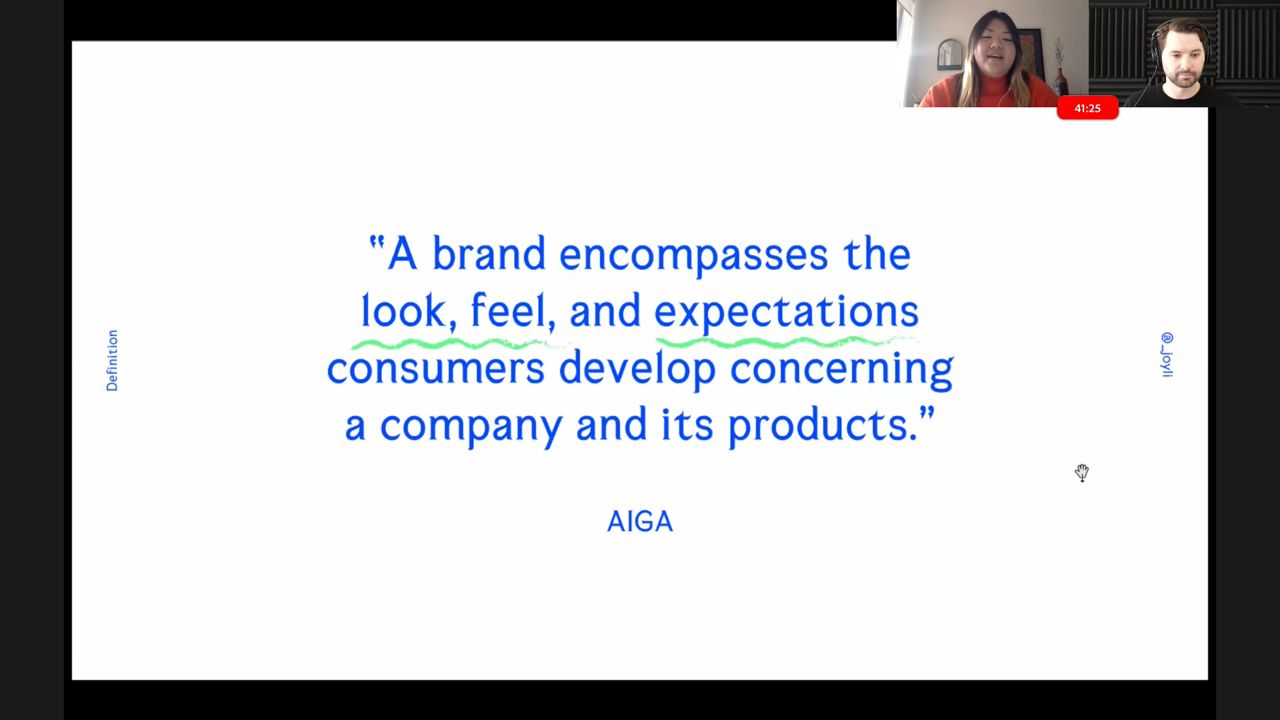 41:25
“A brand encompasses the
look, feel, and expectations
consumers develop concerning
a company and its products.”
AIGA
Definition
@_joyli